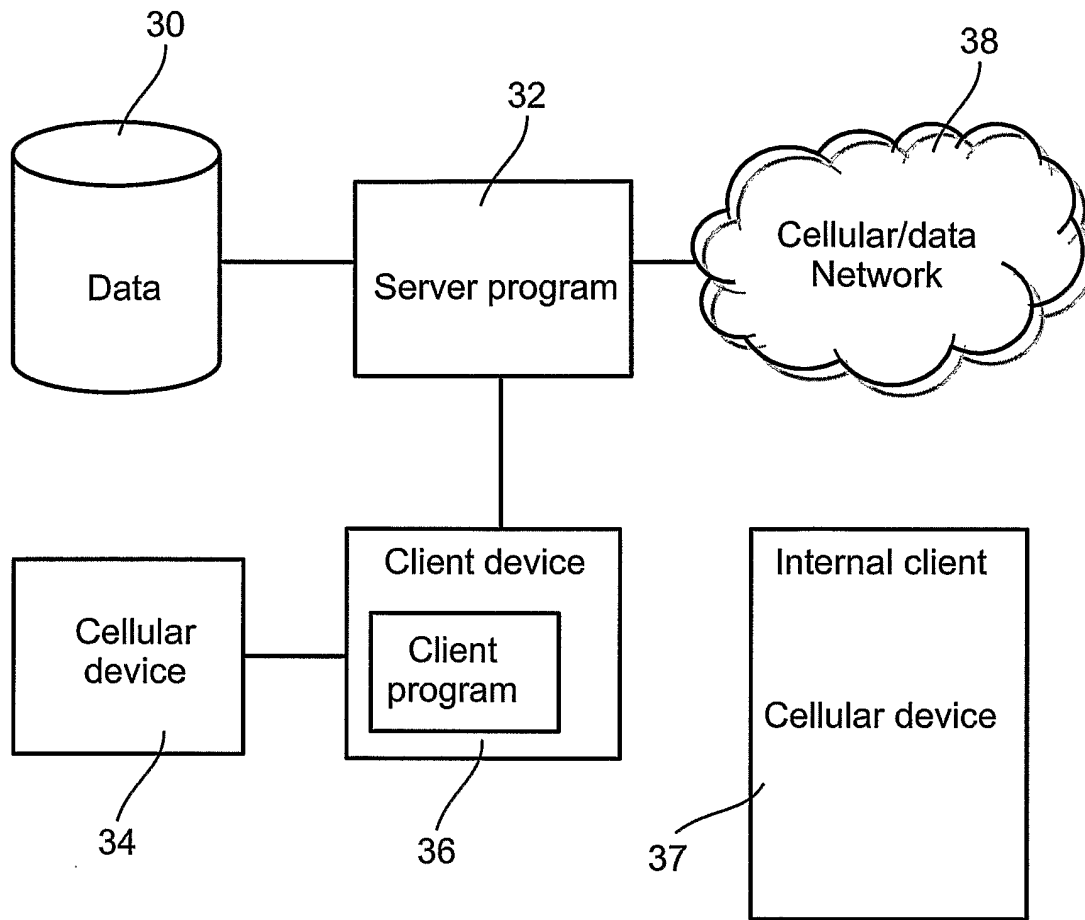 30
32
38
Data
Server program
Cellular/data
Network
Client device
Client
program
Cellular
device
Internal client
Cellular device
34
36
37